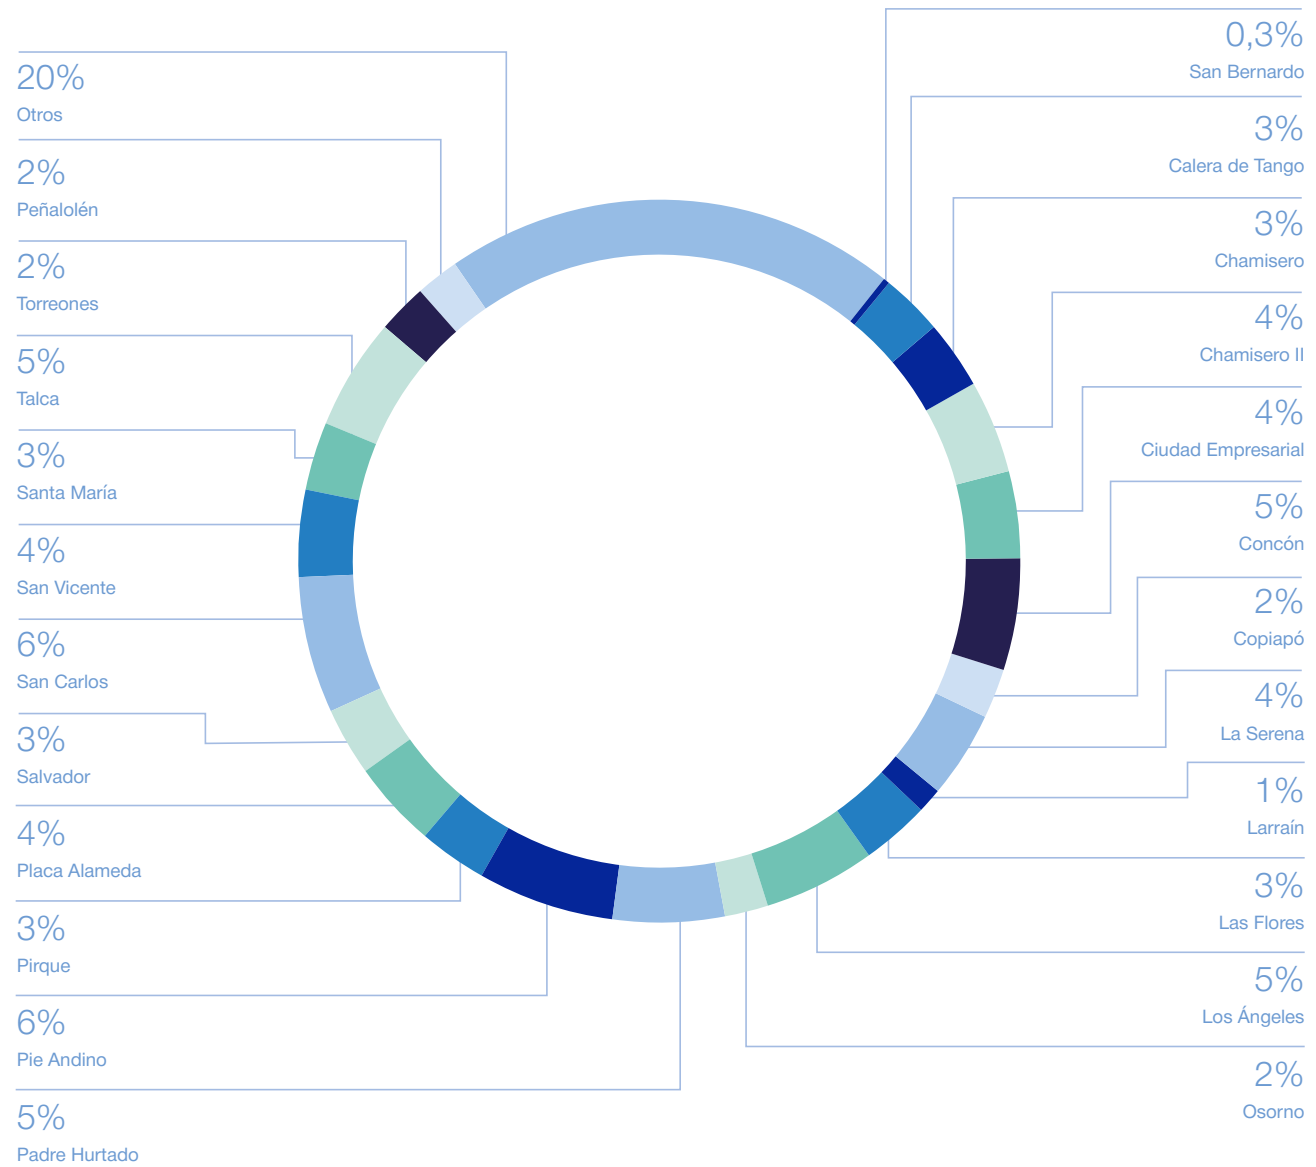 20%
Otros
2%
Peñalolén
2%
Torreones
5%
Talca
3%
Santa María
4%
San Vicente
6%
San Carlos
3%
Salvador
4%
Placa Alameda
3%
Pirque
6%
Pie Andino
5%
Padre Hurtado
0,3%
San Bernardo
3%
Calera de Tango
3%
Chamisero
4%
Chamisero II
4%
Ciudad Empresarial
5%
Concón
2%
Copiapó
4%
La Serena
1%
Larraín
3%
Las Flores
5%
Los Ángeles
2%
Osorno